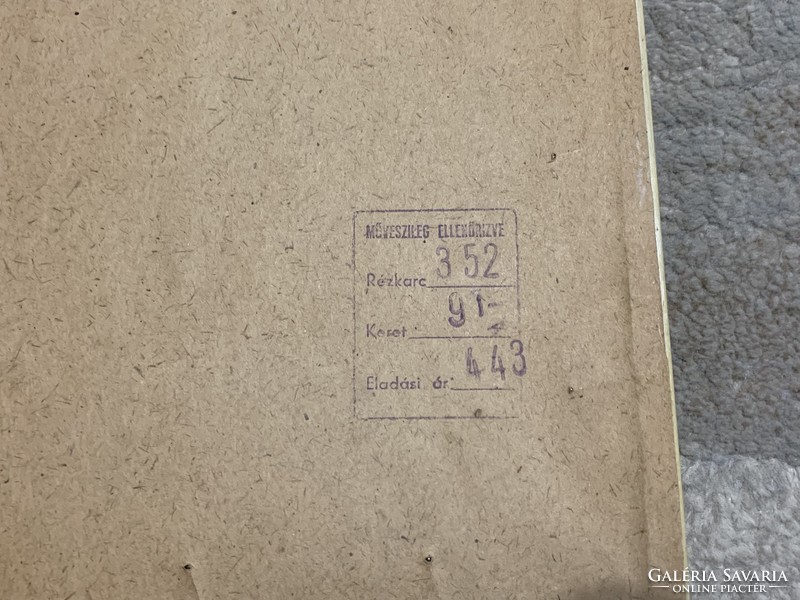 MŰVÉSZILEG ELLENŐRIZVE
Rézkarc 352
Keret 91-
Eladási ár: 443
GALÉRIA SAVARIA
ONLINE PIACTÉR